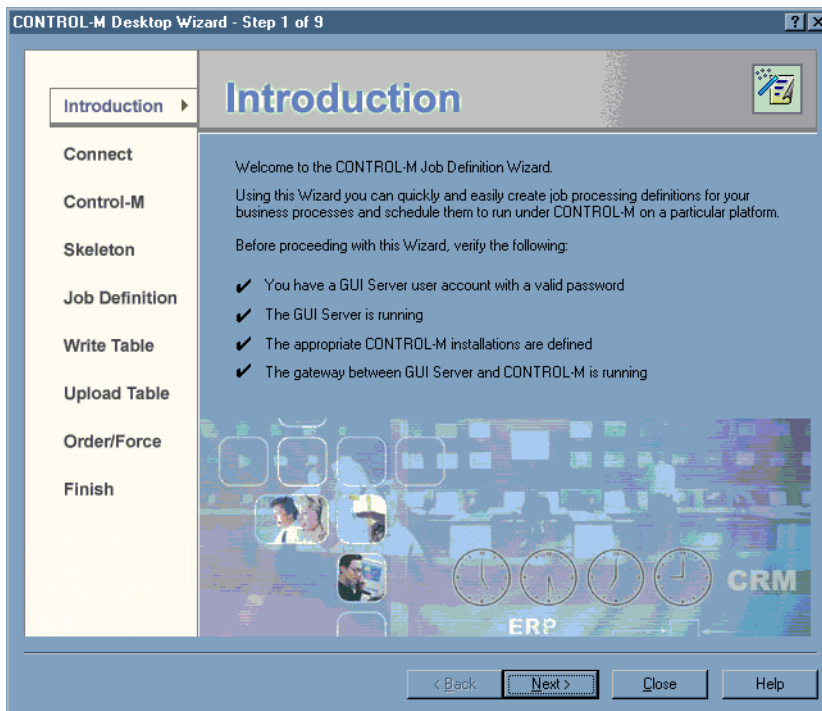 CONTROL-M Desktop Wizard - Step 1 of 9
Introduction
Connect
Control-M
Skeleton
Job Definition
Write Table
Upload Table
Order/Force
Finish
Introduction
Welcome to the CONTROL-M Job Definition Wizard.
Using this Wizard you can quickly and easily create job processing definitions for your
business processes and schedule them to run under CONTROL-M on a particular platform.
Before proceeding with this Wizard, verify the following:
✔ You have a GUI Server user account with a valid password
✔ The GUI Server is running
✔ The appropriate CONTROL-M installations are defined
✔ The gateway between GUI Server and CONTROL-M is running
CRM
ERP
< Back
Next >
Close
Help